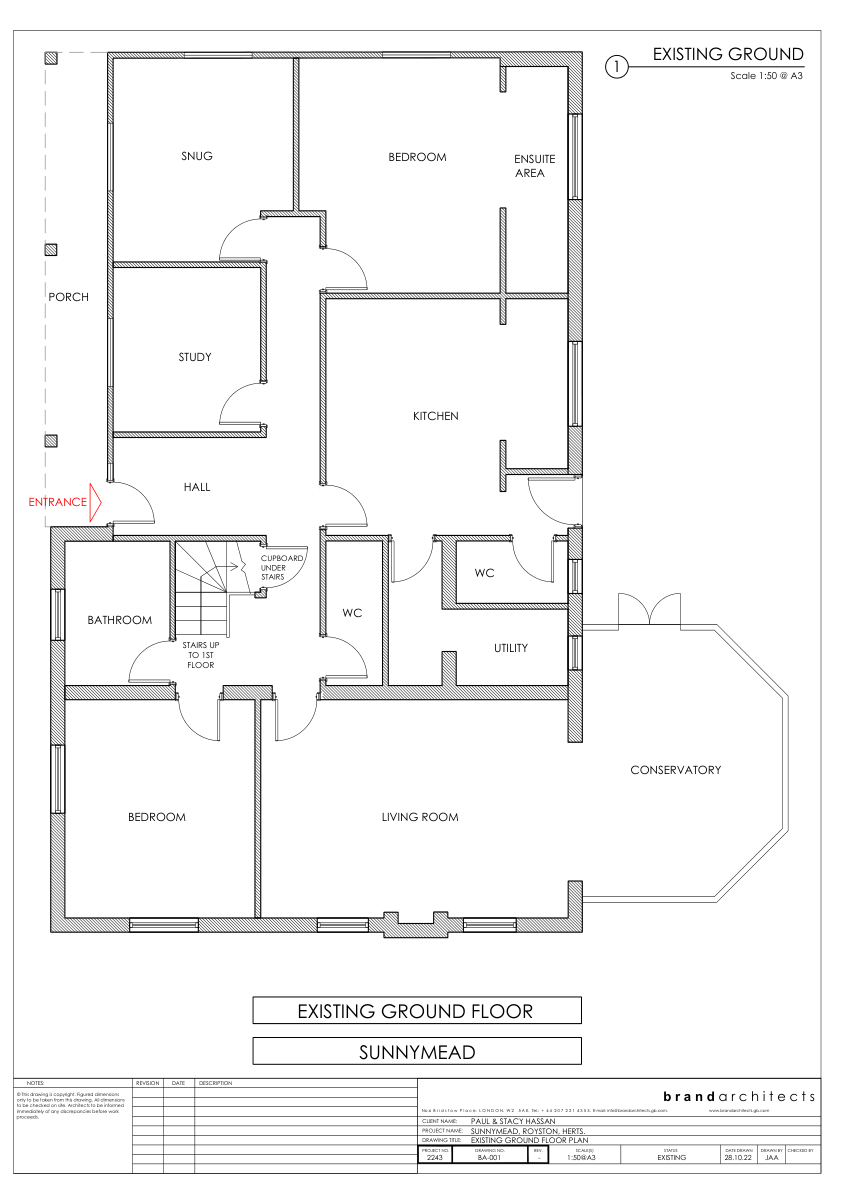 EXISTING GROUND
1
Scale 1:50 @ A3
SNUG
BEDROOM
ENSUITE
AREA
PORCH
STUDY
KITCHEN
HALL
ENTRANCE
CUPBOARD
UNDER
STAIRS
WC
BATHROOM
WC
STAIRS UP
TO 1ST
FLOOR
UTILITY
CONSERVATORY
BEDROOM
LIVING ROOM
EXISTING GROUND FLOOR
SUNNYMEAD
NOTES:
REVISION
DATE
DESCRIPTION
© This drawing is copyright. Figured dimensions
only to be taken from this drawing. All dimensions
to be checked on site. Architects to be informed
immediately of any discrepancies before work
proceeds.
brandarchitects
www.brandarchitects.gb.com
CLIENT NAME: PAUL & STACY HASSAN
PROJECT NAME: SUNNYMEAD, ROYSTON, HERTS.
DRAWING TITLE: EXISTING GROUND FLOOR PLAN
PROJECT NO. DRAWING NO. REV. SCALE(S) STATUS DATE DRAWN DRAWN BY CHECKED BY
2243 BA-001 - 1:50@A3 EXISTING 28.10.22 JAA